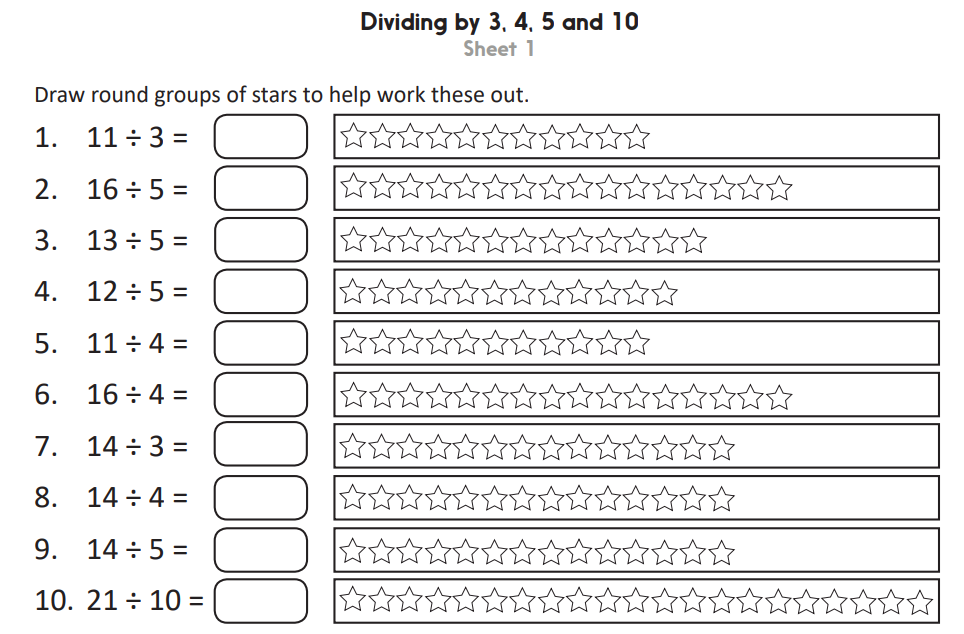 Dividing by 3, 4, 5 and 10
Sheet 1
Draw round groups of stars to help work these out.
1. 11 ÷ 3 =
2. 16 ÷ 5 =
3. 13 ÷ 5 =
4. 12 ÷ 5 =
5. 11 ÷ 4 =
6. 16 ÷ 4 =
7. 14 ÷ 3 =
8. 14 ÷ 4 =
9. 14 ÷ 5 =
10. 21 ÷ 10 =